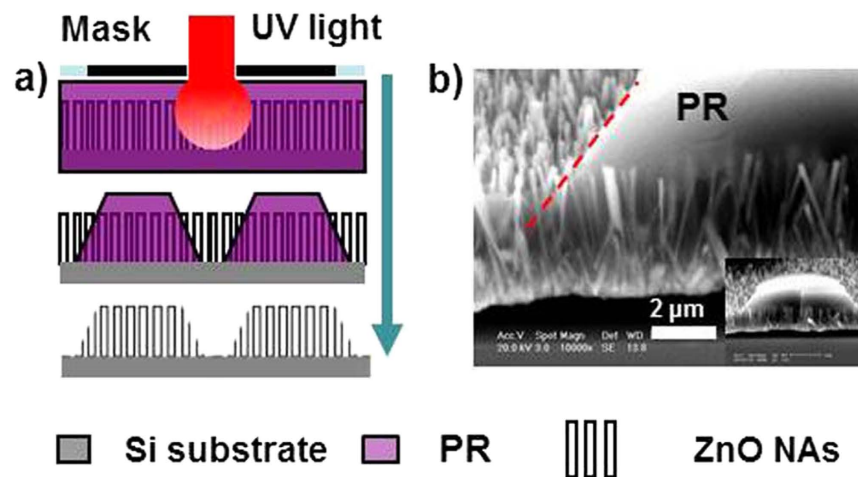 Mask UV light
a)
b)
PR
2 µm
Acc.V Spot Magn Det WD
20.0 kV 3.0 10000x SE 13.8
Si substrate PR ZnO NAs